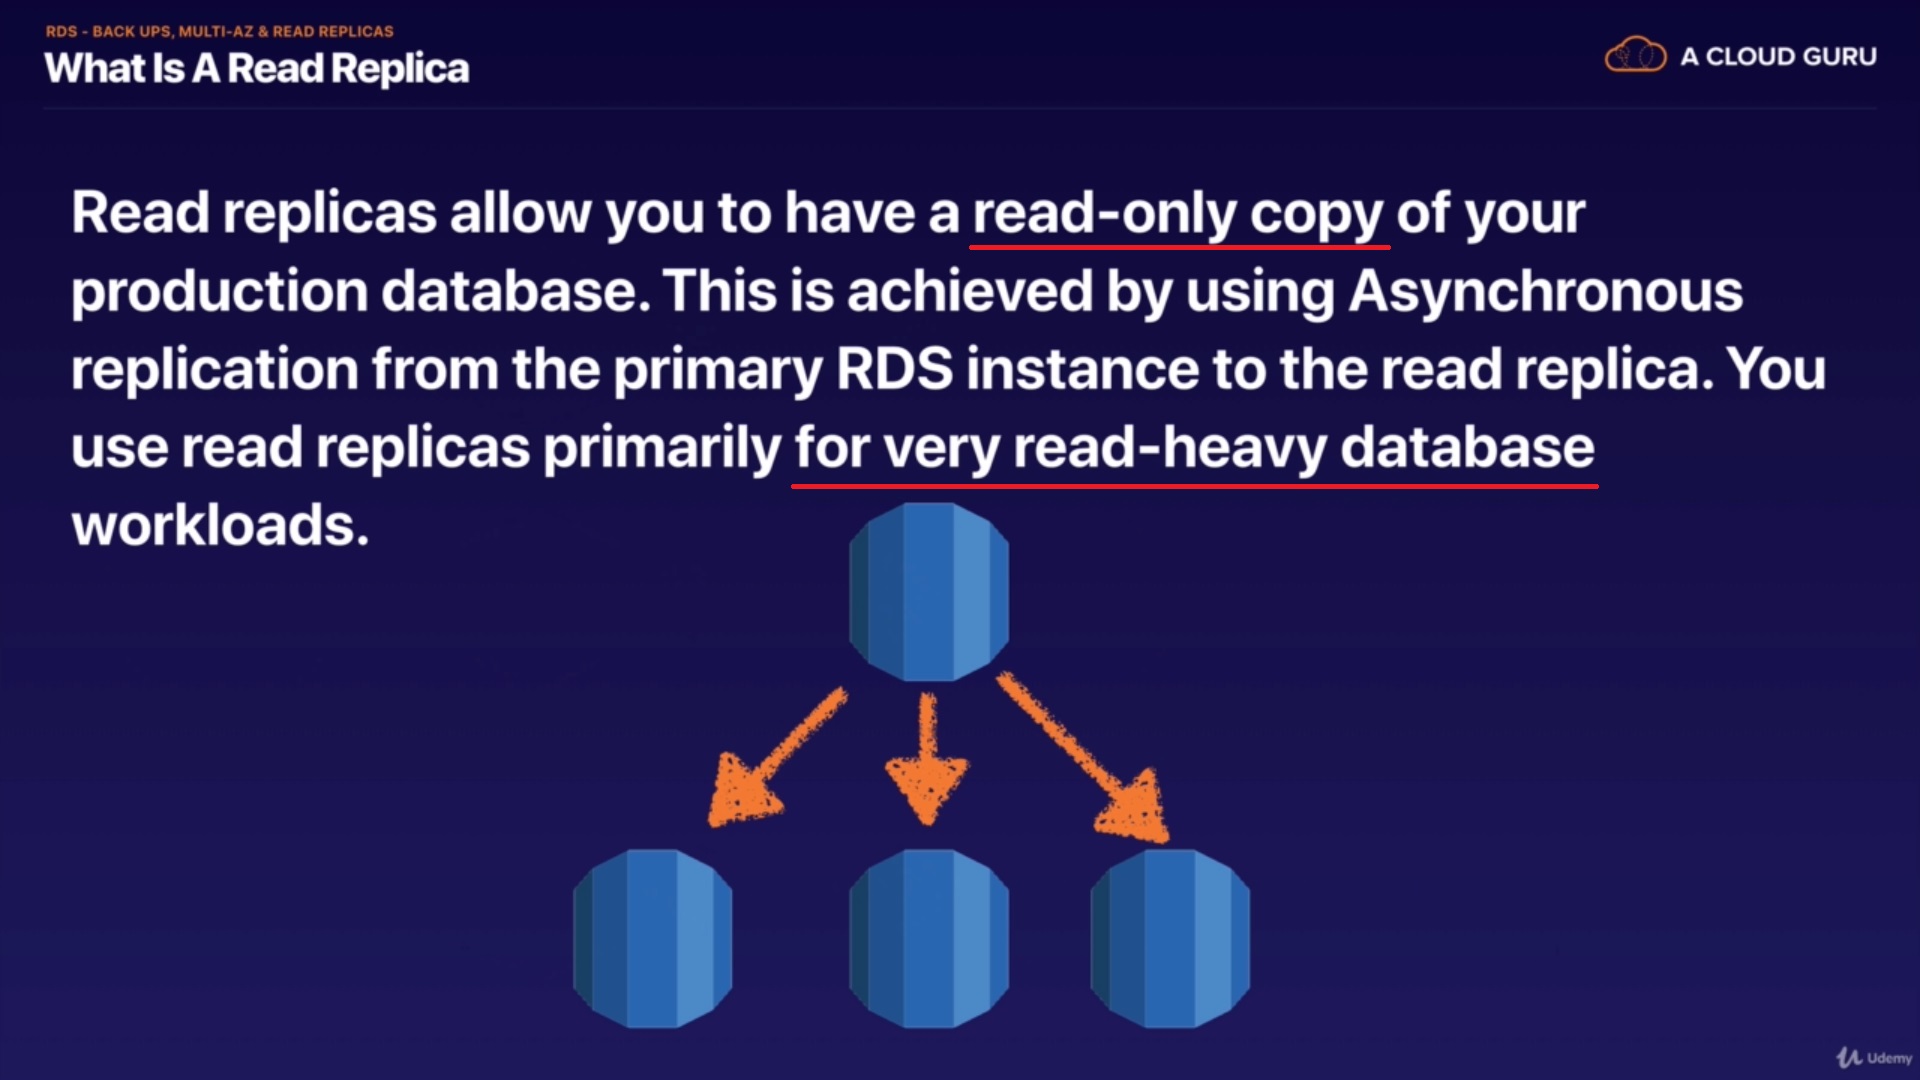 RDS - BACK UPS, MULTI-AZ & READ REPLICAS
What Is A Read Replica
A CLOUD GURU
Read replicas allow you to have a read-only copy of your
production database. This is achieved by using Asynchronous
replication from the primary RDS instance to the read replica. You
use read replicas primarily for very read-heavy database
workloads.
Udemy